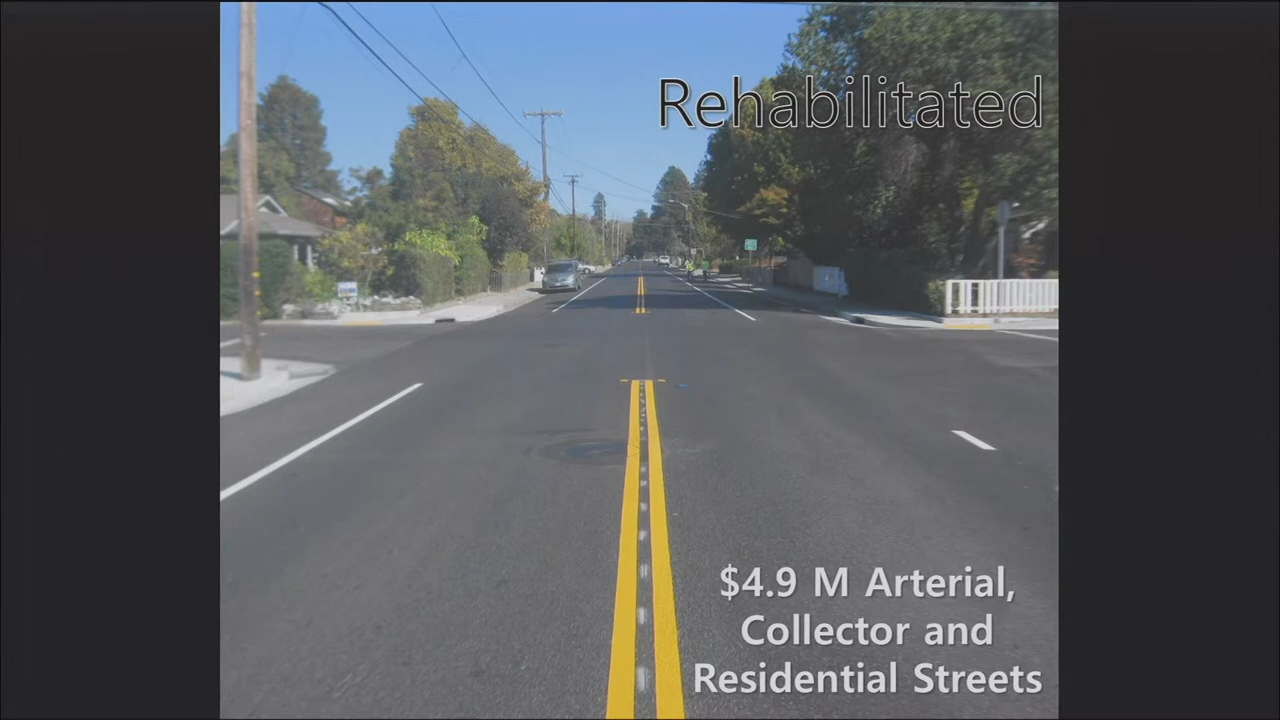 Rehabilitated
$4.9 M Arterial,
Collector and
Residential Streets